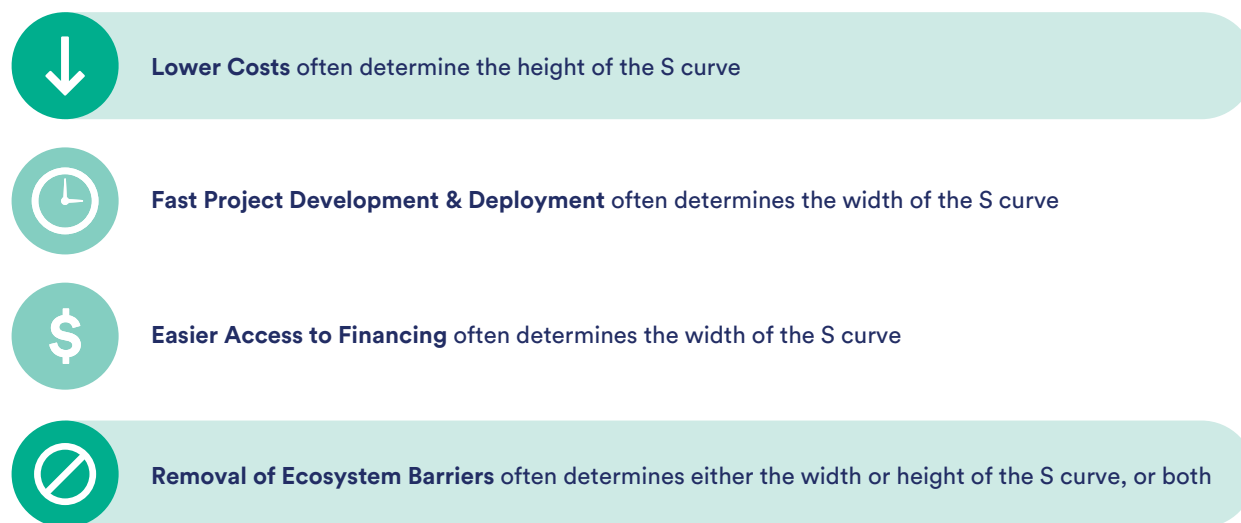 Lower Costs often determine the height of the S curve
Fast Project Development & Deployment often determines the width of the S curve
$
Easier Access to Financing often determines the width of the S curve
Removal of Ecosystem Barriers often determines either the width or height of the S curve, or both